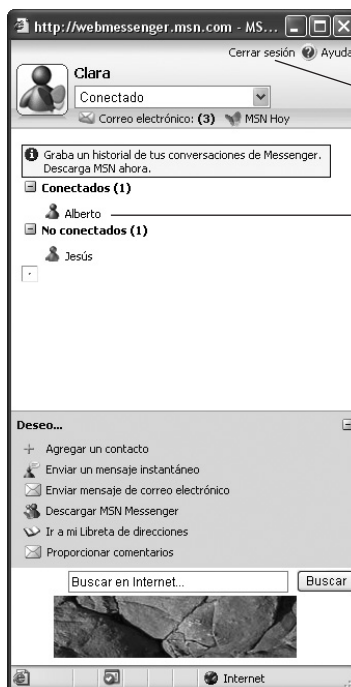 http://webmessenger.msn.com - MS...
Cerrar sesión Ayuda
Clara
Conectado
Correo electrónico: (3) MSN Hoy
Graba un historial de tus conversaciones de Messenger.
Descarga MSN ahora.
Conectados (1)
Alberto
No conectados (1)
Jesús
Deseo...
Agregar un contacto
Enviar un mensaje instantáneo
Enviar mensaje de correo electrónico
Descargar MSN Messenger
Ir a mi Libreta de direcciones
Proporcionar comentarios
Buscar en Internet... Buscar
Internet